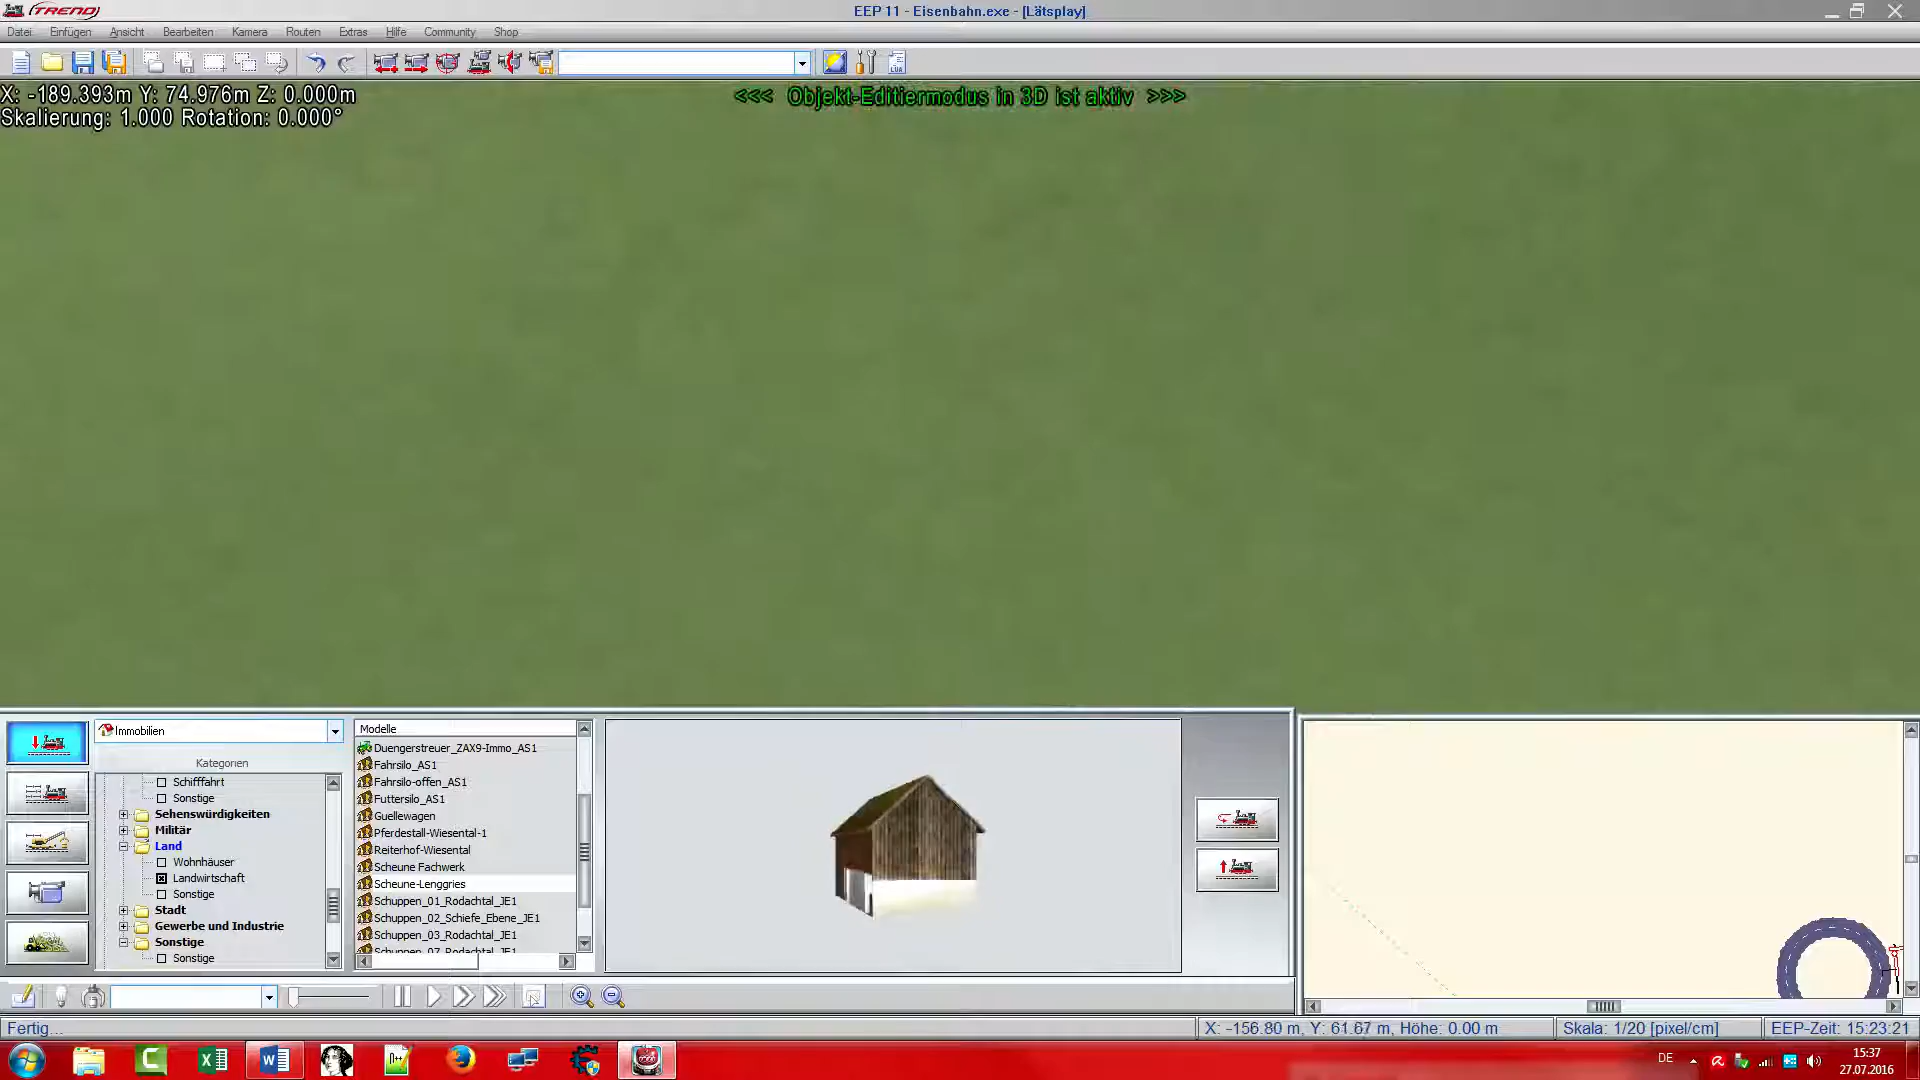 TREND
EEP 11 - Eisenbahn.exe - [Lätsplay]
Datei Einfügen Ansicht Bearbeiten Kamera Routen Extras Hilfe Community Shop
LUA
X: -189.393m Y: 74.976m Z: 0.000m
Skalierung: 1.000 Rotation: 0.000°
<<< Objekt-Editiermodus in 3D ist aktiv >>>
Immobilien
Kategorien
Schifffahrt
Sonstige
Sehenswürdigkeiten
Militär
Land
Wohnhäuser
Landwirtschaft
Sonstige
Stadt
Gewerbe und Industrie
Sonstige
Sonstige
Modelle
Duengerstreuer_ZAX9-Immo_AS1
Fahrsilo_AS1
Fahrsilo-offen_AS1
Futtersilo_AS1
Guellewagen
Pferdestall-Wiesental-1
Reiterhof-Wiesental
Scheune Fachwerk
Scheune-Lenggries
Schuppen_01_Rodachtal_JE1
Schuppen_02_Schiefe_Ebene_JE1
Schuppen_03_Rodachtal_JE1
Schuppen_07_Rodachtal_JE1
Fertig...
X: -156.80 m, Y: 61.67 m, Höhe: 0.00 m
Skala: 1/20 [pixel/cm]
EEP-Zeit: 15:23:21
DE
15:37
27.07.2016